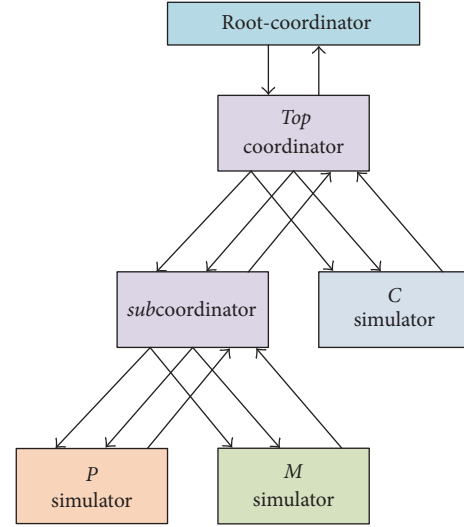 Root-coordinator
Top
coordinator
subcoordinator
C
simulator
P
simulator
M
simulator